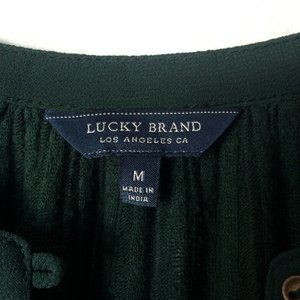 LUCKY BRAND
LOS ANGELES CA
M
MADE IN
INDIA